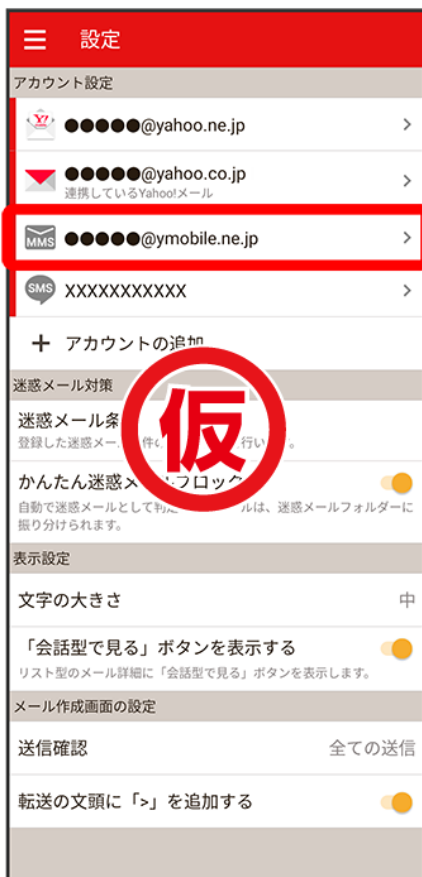 設定
アカウント設定
●●●●●@yahoo.ne.jp
●●●●●@yahoo.co.jp
連携しているYahoo!メール
MMS ●●●●●@ymobile.ne.jp
SMS XXXXXXXXXXX
+ アカウントの追加
迷惑メール対策
迷惑メール条
登録した迷惑メー 行い 。
仮
かんたん迷惑メールブロック
自動で迷惑メールとして判定 ルは、迷惑メールフォルダーに
振り分けられます。
表示設定
文字の大きさ 中
「会話型で見る」ボタンを表示する
リスト型のメール詳細に「会話型で見る」ボタンを表示します。
メール作成画面の設定
送信確認 全ての送信
転送の文頭に「>」を追加する